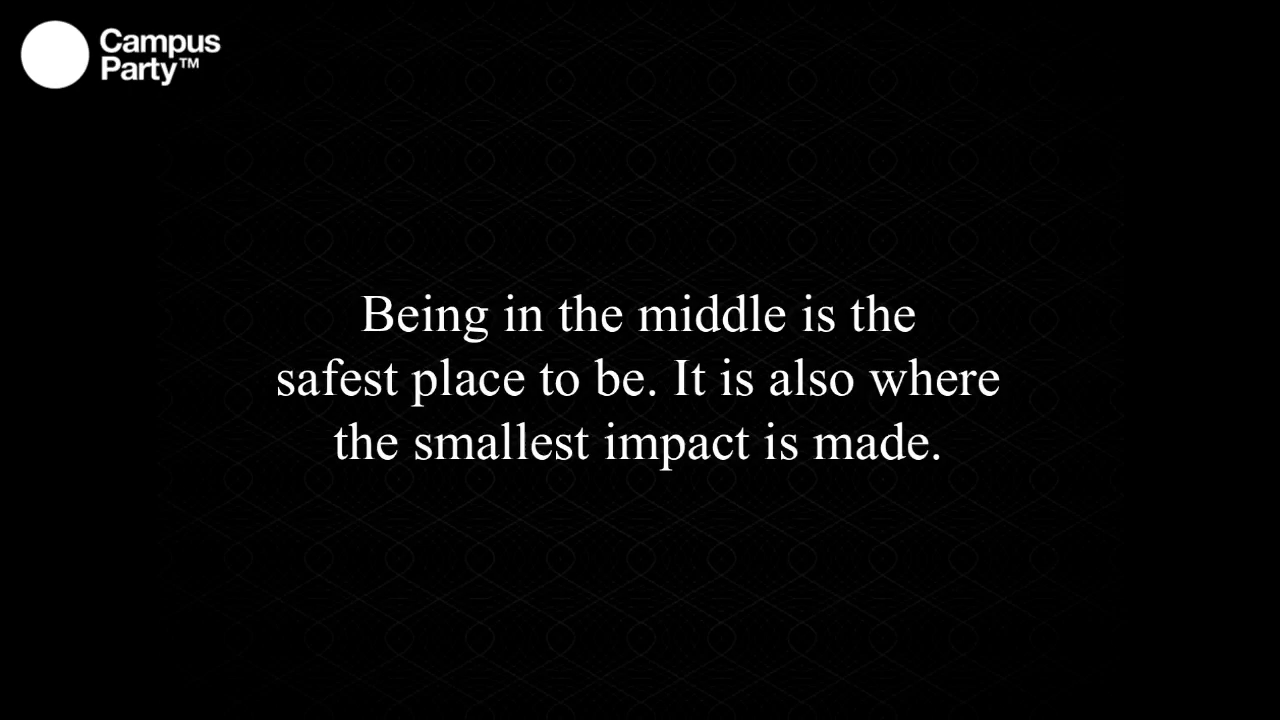 Campus
Party™
Being in the middle is the
safest place to be. It is also where
the smallest impact is made.